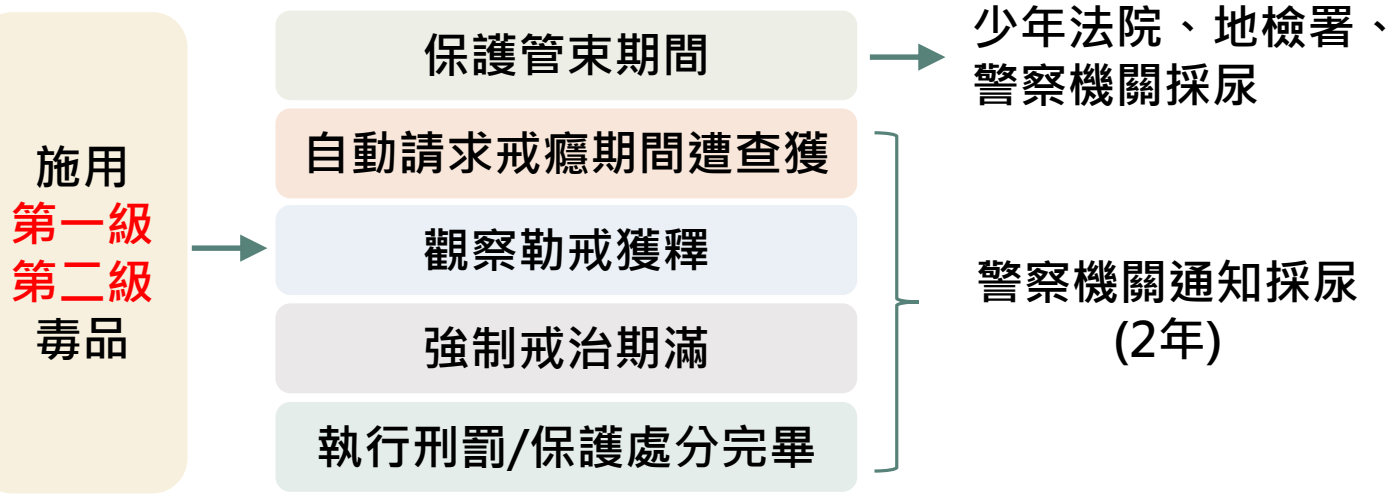 施用
第一級
第二級
毒品
保護管束期間
自動請求戒癮期間遭查獲
觀察勒戒獲釋
強制戒治期滿
執行刑罰/保護處分完畢
少年法院、地檢署、
警察機關採尿
警察機關通知採尿
(2年)